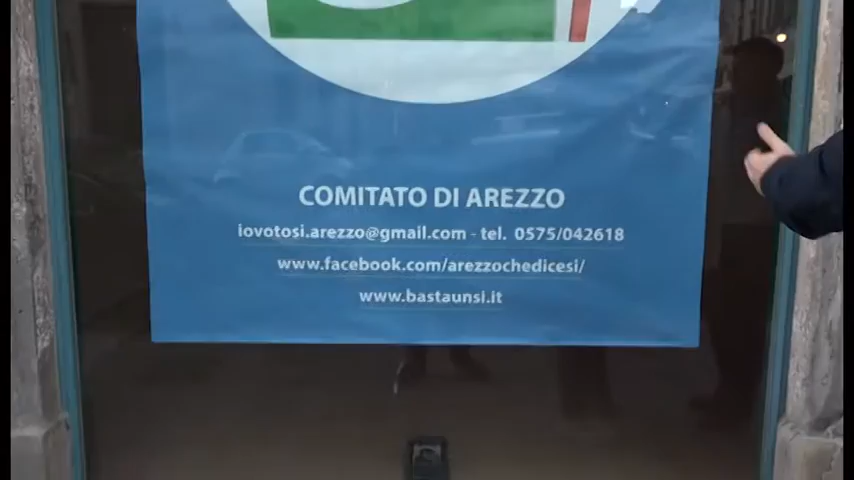 COMITATO DI AREZZO
iovotosi.arezzo@gmail.com - tel. 0575/042618
www.facebook.com/arezzochedicesi/
www.bastaunsi.it